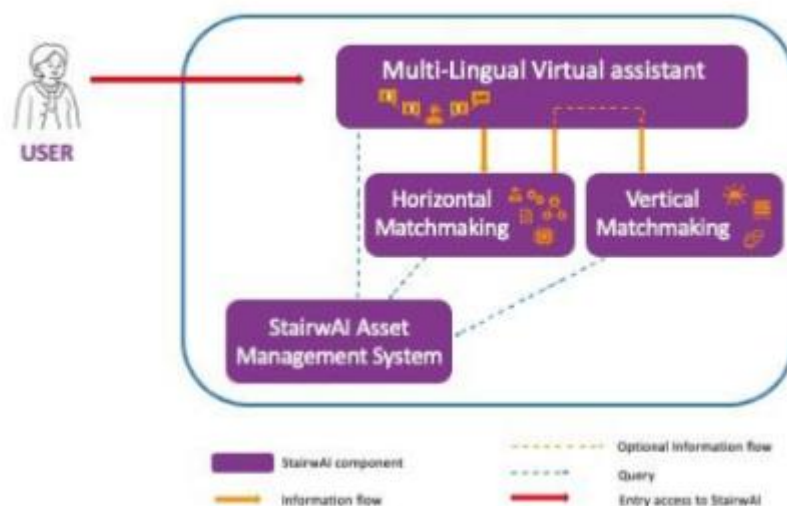 Multi-Lingual Virtual assistant
USER
Horizontal
Matchmaking
Vertical
Matchmaking
StairwAI Asset
Management System
StairwAI component
Optional Information flow
Query
Information flow
Entry access to StairwAI